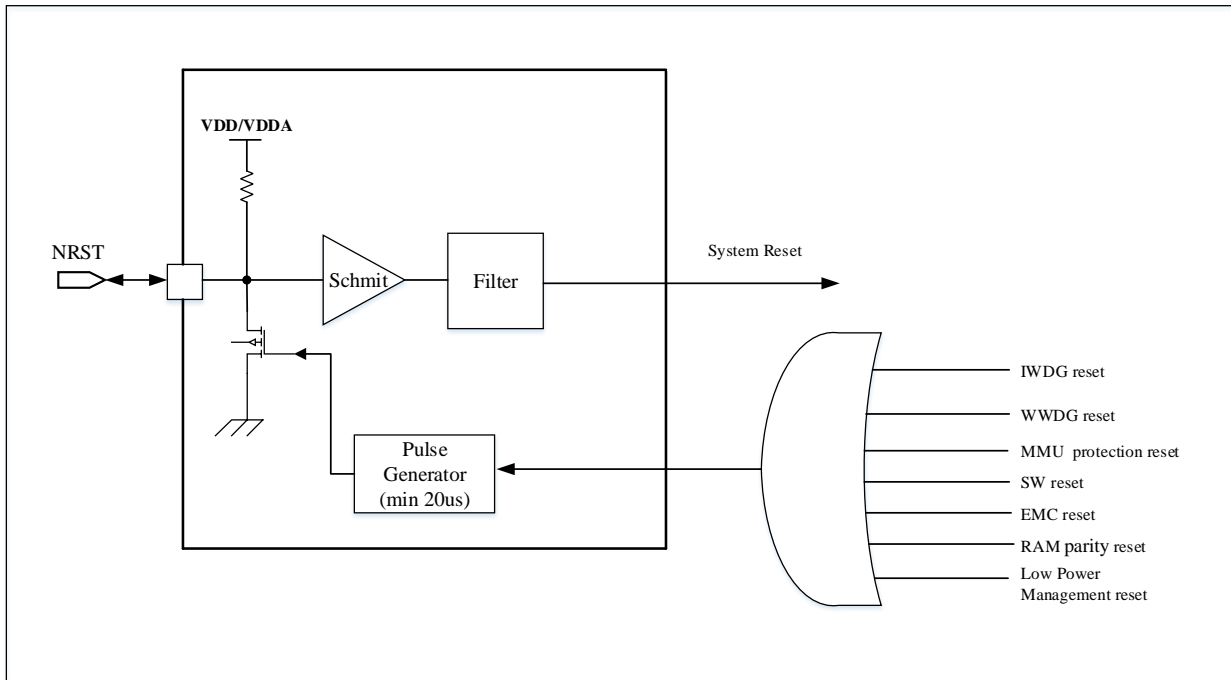 VDD/VDDA
NRST
Schmit
Filter
System Reset
Pulse
Generator
(min 20us)
IWDG reset
WWDG reset
MMU protection reset
SW reset
EMC reset
RAM parity reset
Low Power
Management reset